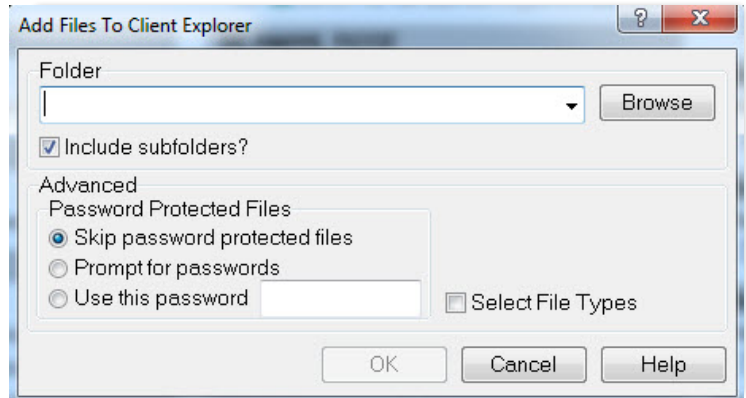 Add Files To Client Explorer
?
X
Folder
Browse
Include subfolders?
Advanced
Password Protected Files
Skip password protected files
Prompt for passwords
Use this password
Select File Types
OK
Cancel
Help